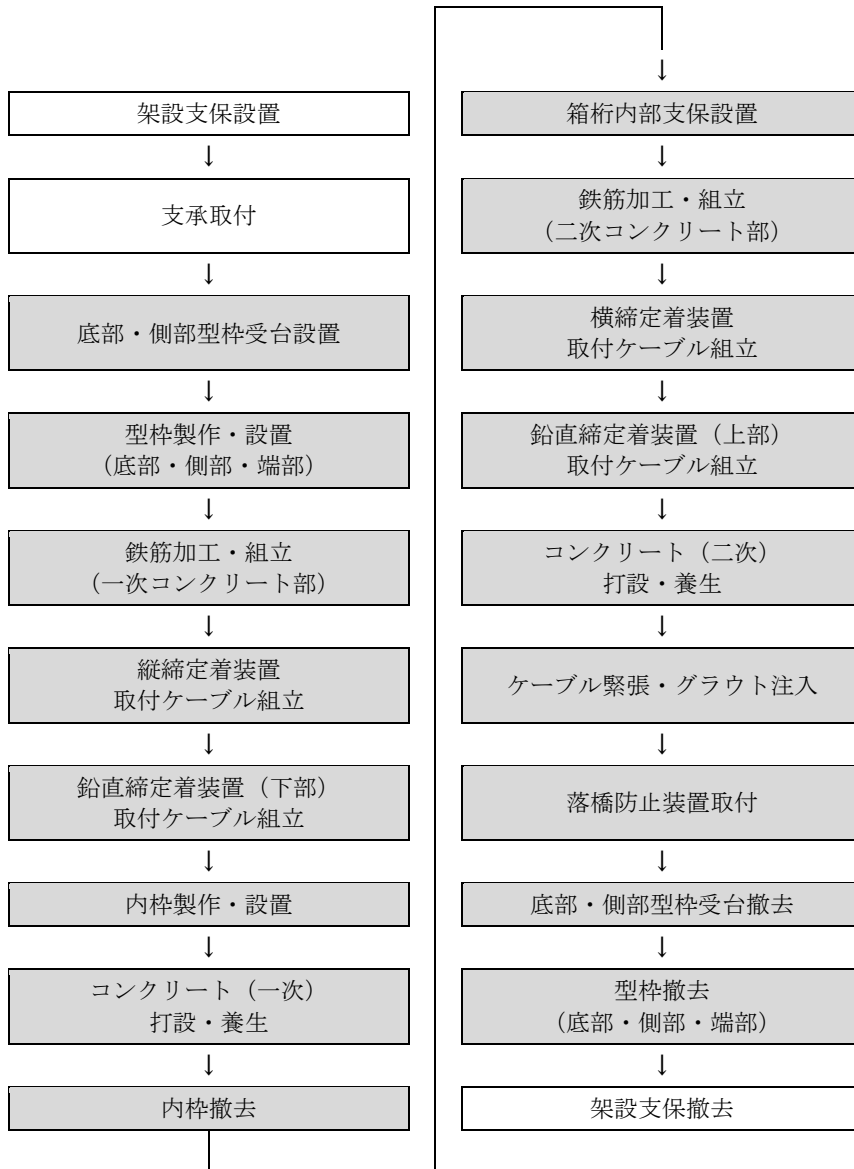 架設支保設置
↓
支承取付
↓
底部・側部型枠受台設置
↓
型枠製作・設置
(底部・側部・端部)
↓
鉄筋加工・組立
(一次コンクリート部)
↓
縦締定着装置
取付ケーブル組立
↓
鉛直締定着装置(下部)
取付ケーブル組立
↓
内枠製作・設置
↓
コンクリート(一次)
打設・養生
↓
内枠撤去
↓
箱桁内部支保設置
↓
鉄筋加工・組立
(二次コンクリート部)
↓
横締定着装置
取付ケーブル組立
↓
鉛直締定着装置(上部)
取付ケーブル組立
↓
コンクリート(二次)
打設・養生
↓
ケーブル緊張・グラウト注入
↓
落橋防止装置取付
↓
底部・側部型枠受台撤去
↓
型枠撤去
(底部・側部・端部)
↓
架設支保撤去